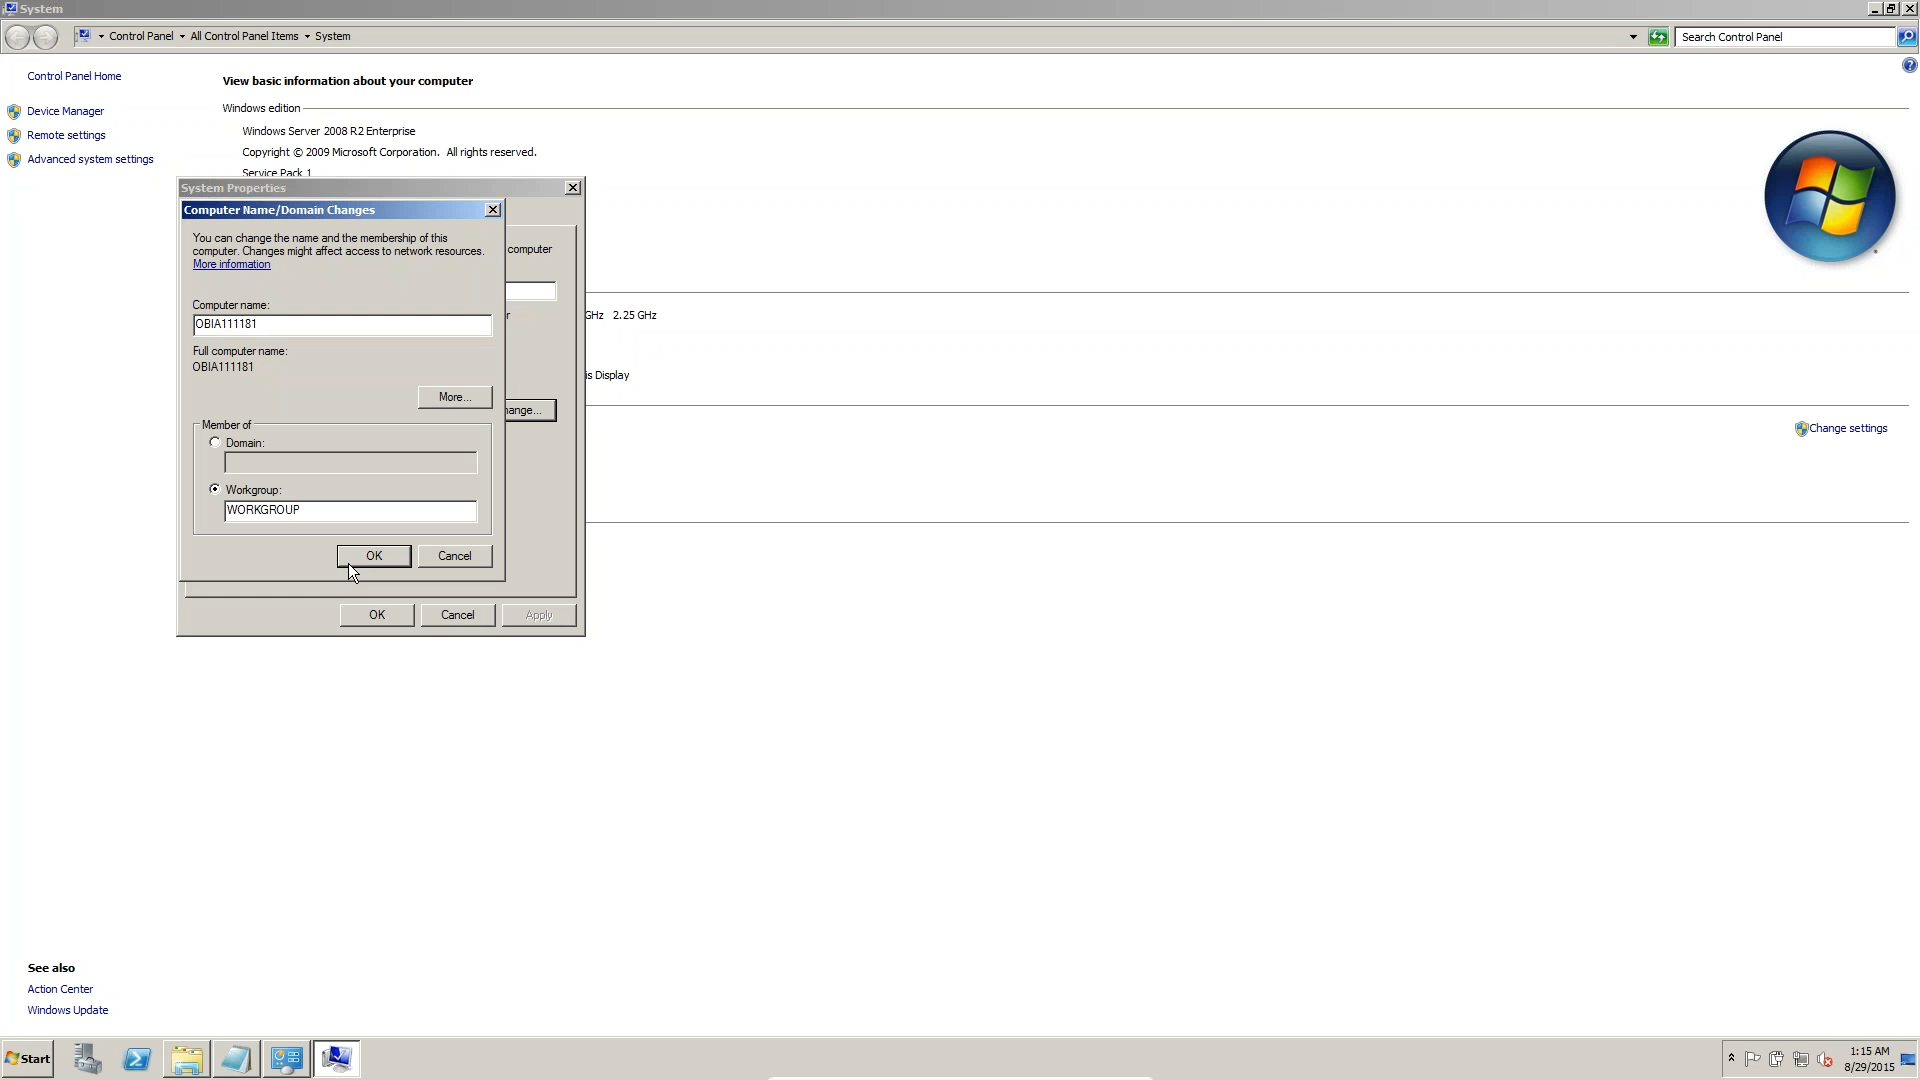 System
Control Panel
All Control Panel Items
System
Search Control Panel
Control Panel Home
Device Manager
Remote settings
Advanced system settings
View basic information about your computer
Windows edition
Windows Server 2008 R2 Enterprise
Copyright © 2009 Microsoft Corporation. All rights reserved.
Service Pack 1
System Properties
Computer Name/Domain Changes
You can change the name and the membership of this
computer. Changes might affect access to network resources.
More information
computer
Computer name:
OBIA111181
GHz 2.25 GHz
Full computer name:
OBIA111181
is Display
More...
hange...
Member of
Domain:
Change settings
Workgroup:
WORKGROUP
OK
Cancel
OK
Cancel
Apply
See also
Action Center
Windows Update
Start
1:15 AM
8/29/2015